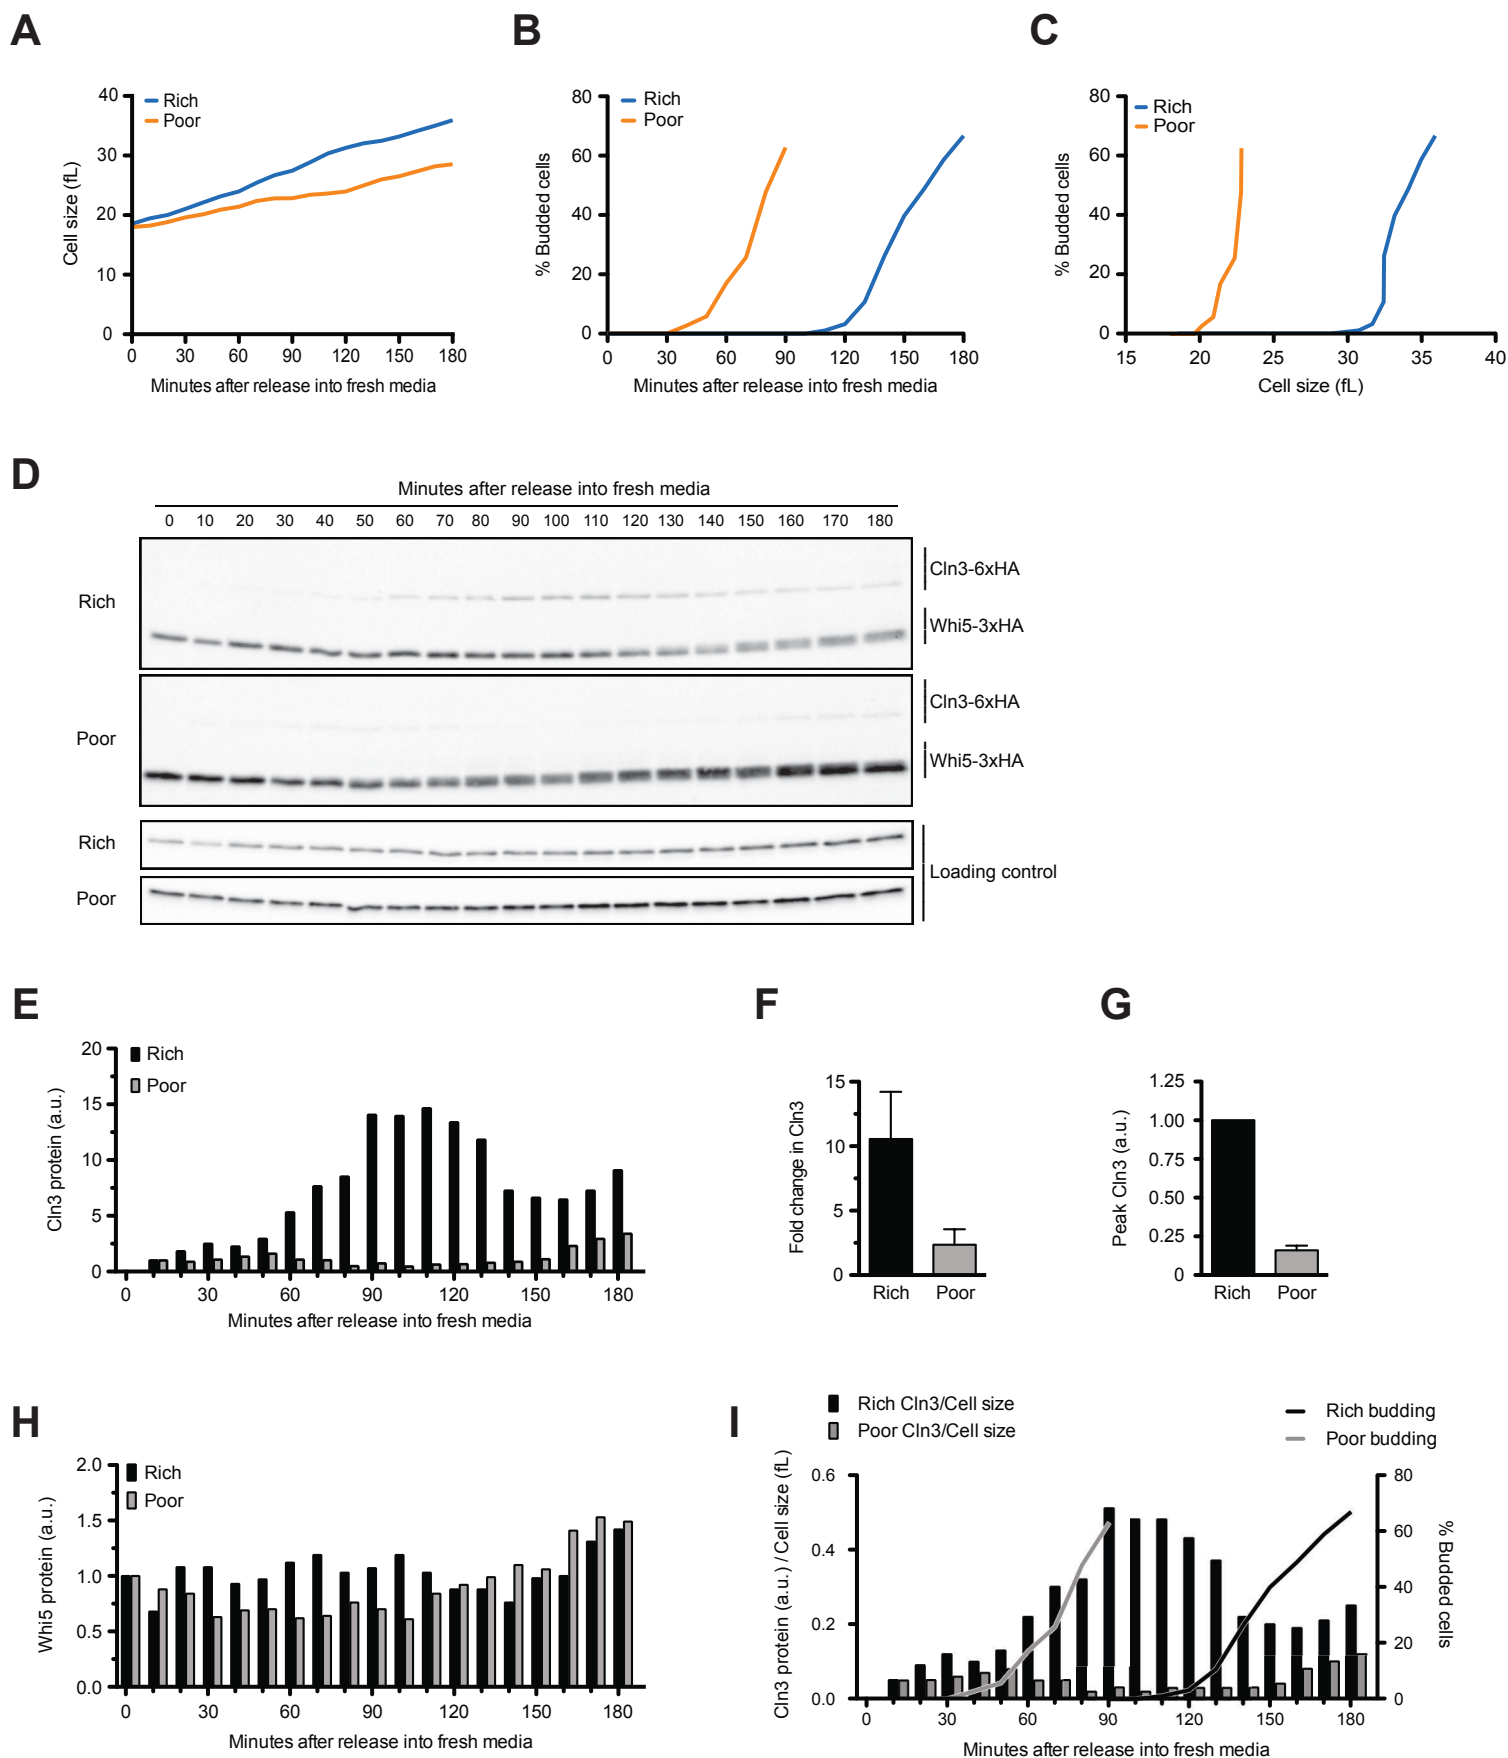 A
B
C
Rich
Poor
40
30
20
10
0
Cell size (fL)
0 30 60 90 120 150 180
Minutes after release into fresh media
Rich
Poor
80
60
40
20
0
% Budded cells
0 30 60 90 120 150 180
Minutes after release into fresh media
Rich
Poor
80
60
40
20
0
% Budded cells
15 20 25 30 35 40
Cell size (fL)
D
Minutes after release into fresh media
0 10 20 30 40 50 60 70 80 90 100 110 120 130 140 150 160 170 180
Rich
Cln3-6xHA
Whi5-3xHA
Poor
Cln3-6xHA
Whi5-3xHA
Rich
Poor
Loading control
E
F
G
Rich
Poor
20
15
10
5
0
Cln3 protein (a.u.)
0 30 60 90 120 150 180
Minutes after release into fresh media
15
10
5
0
Fold change in Cln3
Rich Poor
1.25
1.00
0.75
0.50
0.25
0
Peak Cln3 (a.u.)
Rich Poor
H
I
Rich
Poor
2.0
1.5
1.0
0.5
0.0
Whi5 protein (a.u.)
0 30 60 90 120 150 180
Minutes after release into fresh media
Rich Cln3/Cell size
Poor Cln3/Cell size
Rich budding
Poor budding
0.6
0.4
0.2
0.0
Cln3 protein (a.u.) / Cell size (fL)
80
60
40
20
0
% Budded cells
0 30 60 90 120 150 180
Minutes after release into fresh media